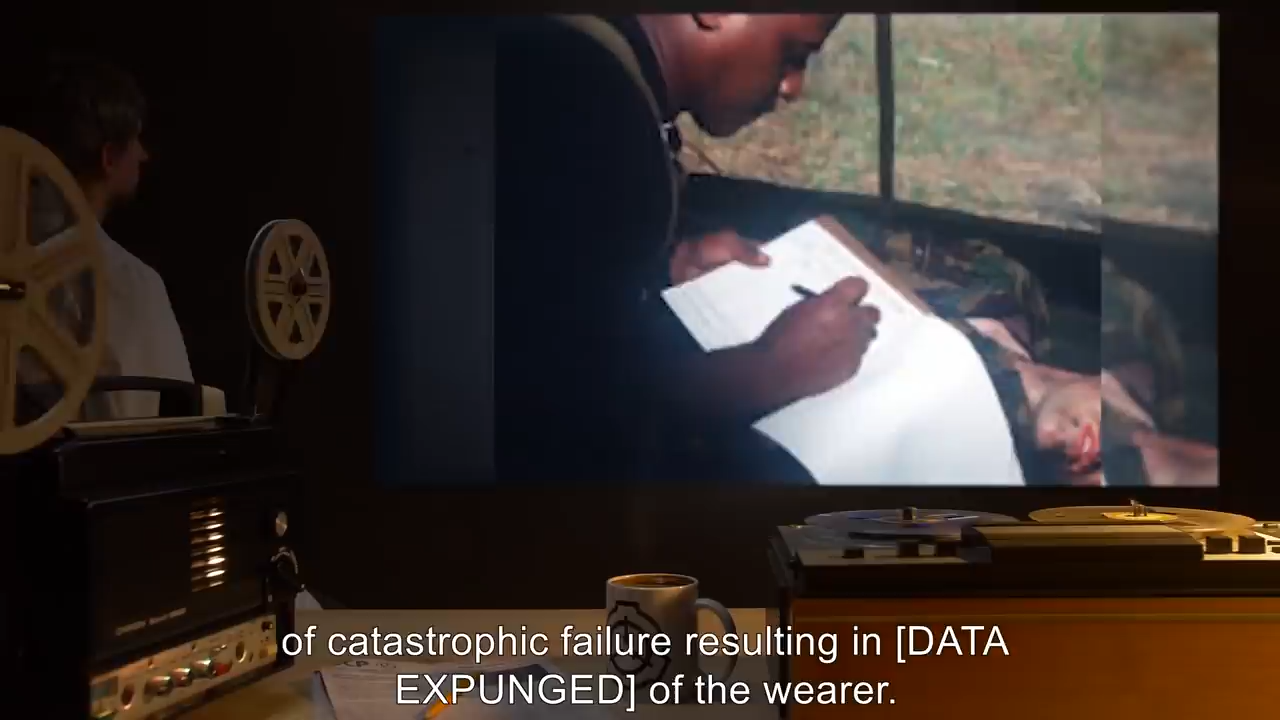 of catastrophic failure resulting in [DATA
EXPUNGED] of the wearer.